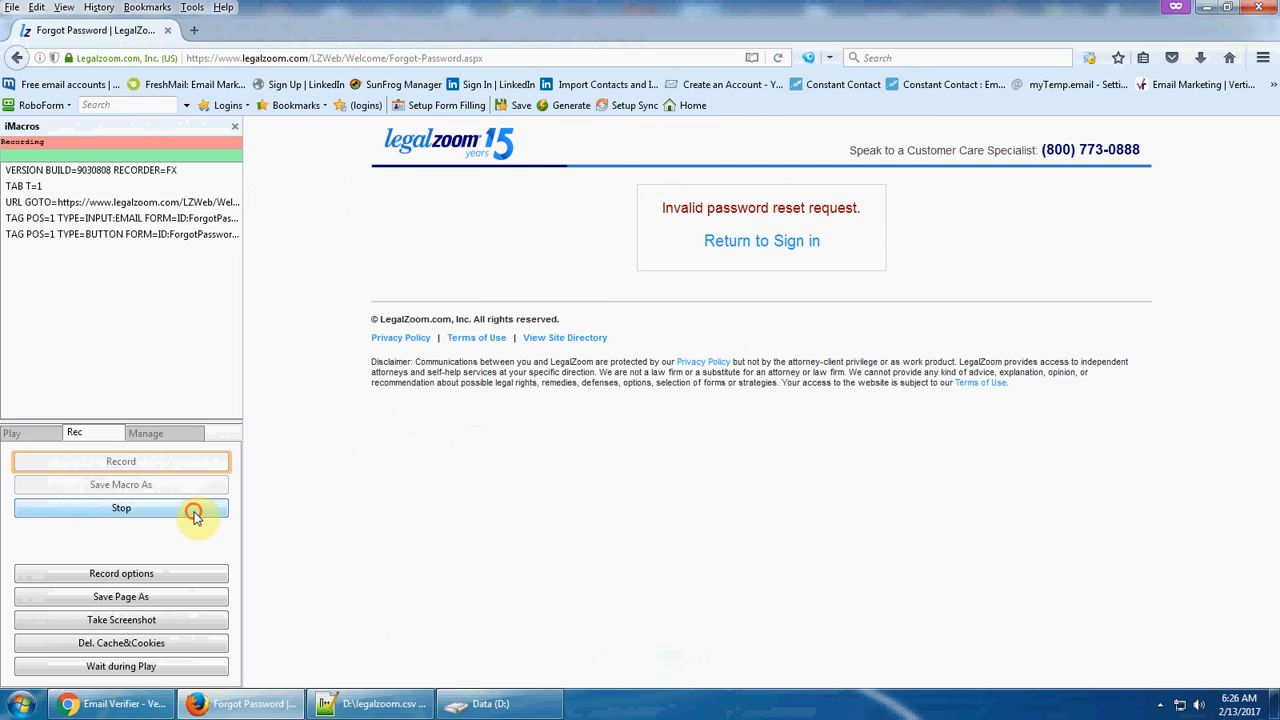 File Edit View History Bookmarks Tools Help
Forgot Password | LegalZo...
Legalzoom.com, Inc. (US) https://www.legalzoom.com/LZWeb/Welcome/Forgot-Password.aspx Search
Free email accounts | ... FreshMail: Email Mark... Sign Up | LinkedIn SunFrog Manager Sign In | LinkedIn Import Contacts and I... Create an Account - Y... Constant Contact Constant Contact : Em... myTemp.email - Setti... Email Marketing | Verti...
RoboForm Search Logins Bookmarks (logins) Setup Form Filling Save Generate Setup Sync Home
iMacros
Recording
VERSION BUILD=9030808 RECORDER=FX
TAB T=1
URL GOTO=https://www.legalzoom.com/LZWeb/Wel...
TAG POS=1 TYPE=INPUT:EMAIL FORM=ID:ForgotPas...
TAG POS=1 TYPE=BUTTON FORM=ID:ForgotPasswor...
legalzoom 15 years
Speak to a Customer Care Specialist: (800) 773-0888
Invalid password reset request.
Return to Sign in
© LegalZoom.com, Inc. All rights reserved.
Privacy Policy | Terms of Use | View Site Directory
Disclaimer: Communications between you and LegalZoom are protected by our Privacy Policy but not by the attorney-client privilege or as work product. LegalZoom provides access to independent
attorneys and self-help services at your specific direction. We are not a law firm or a substitute for an attorney or law firm. We cannot provide any kind of advice, explanation, opinion, or
recommendation about possible legal rights, remedies, defenses, options, selection of forms or strategies. Your access to the website is subject to our Terms of Use.
Play Rec Manage
Record
Save Macro As
Stop
Record options
Save Page As
Take Screenshot
Del. Cache&Cookies
Wait during Play
Email Verifier - Ve... Forgot Password |... D:\legalzoom.csv ... Data (D:)
6:26 AM
2/13/2017